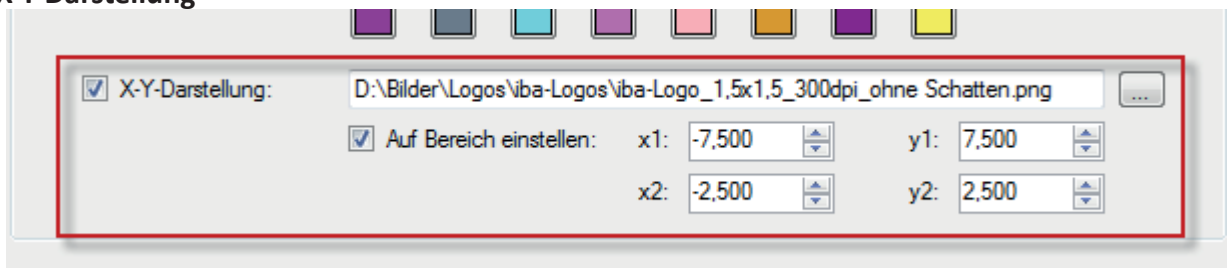 X-Y-Darstellung
X-Y-Darstellung: D:\Bilder\Logos\iba-Logos\iba-Logo_1,5x1,5_300dpi_ohne Schatten.png ...
Auf Bereich einstellen: x1: -7,500 y1: 7,500
x2: -2,500 y2: 2,500